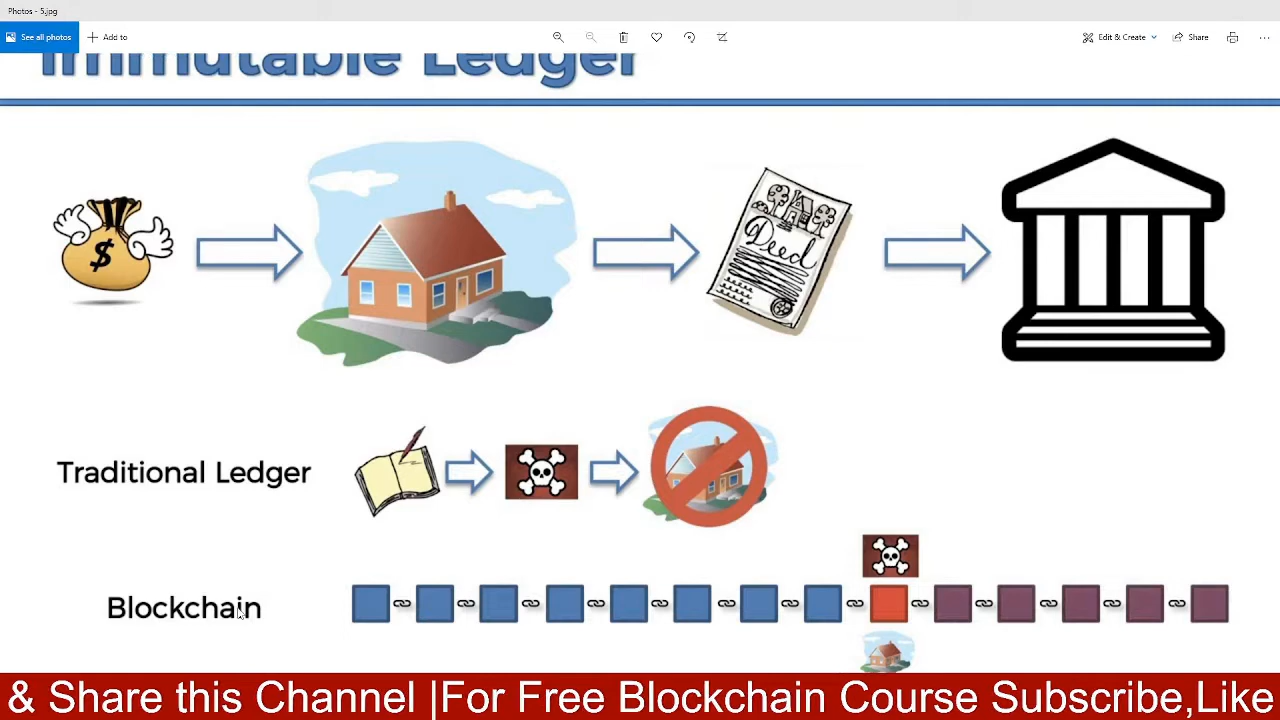 Photos - 5.jpg
See all photos
Add to
Edit & Create
Share
Immutable Ledger
$
Deed
Traditional Ledger
Blockchain
& Share this Channel |For Free Blockchain Course Subscribe,Like